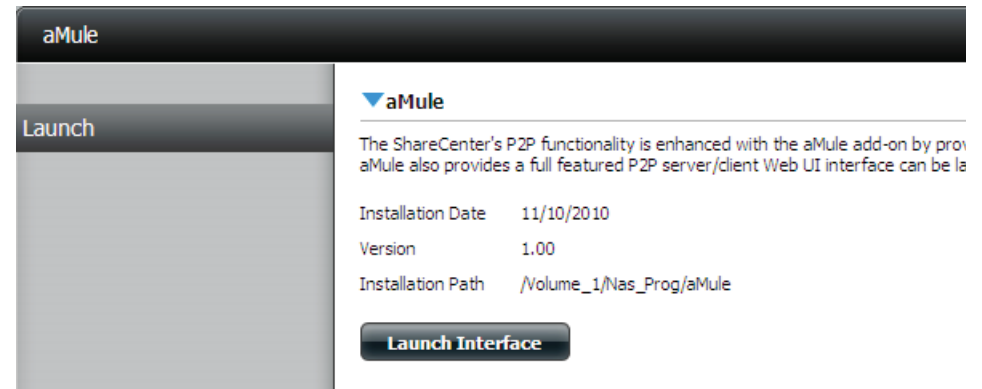 aMule
Launch
aMule
The ShareCenter's P2P functionality is enhanced with the aMule add-on by
aMule also provides a full featured P2P server/client Web UI interface can be
Installation Date 11/10/2010
Version 1.00
Installation Path /Volume_1/Nas_Prog/aMule
Launch Interface